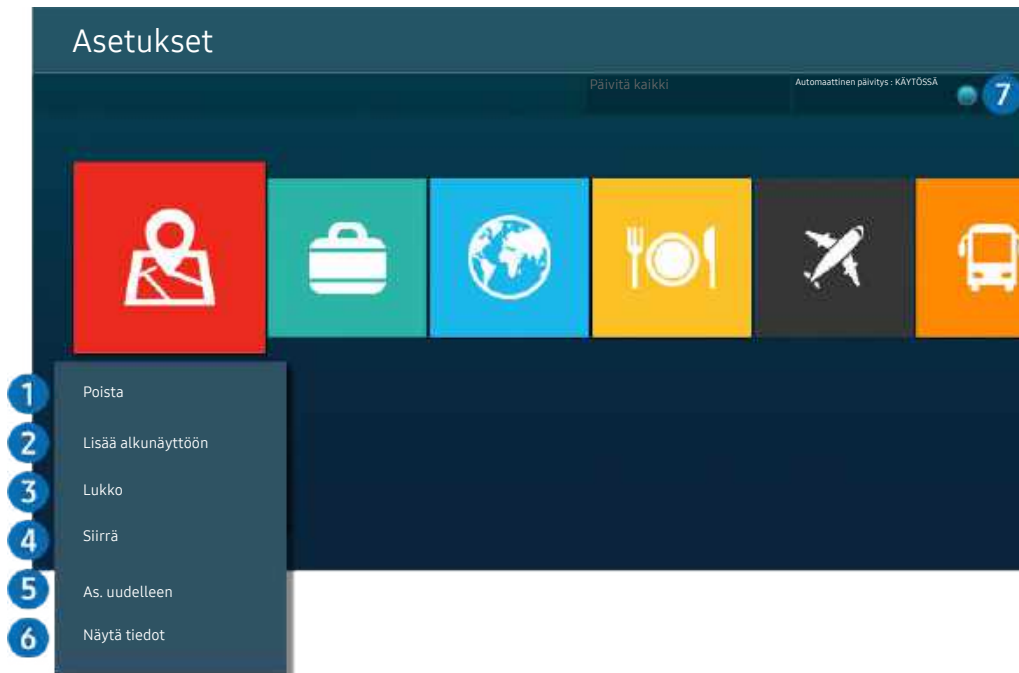 Asetukset
Päivitä kaikki
Automaattinen päivitys : KÄYTÖSSÄ
7
1 Poista
2 Lisää alkunäyttöön
3 Lukko
4 Siirrä
5 As. uudelleen
6 Näytä tiedot